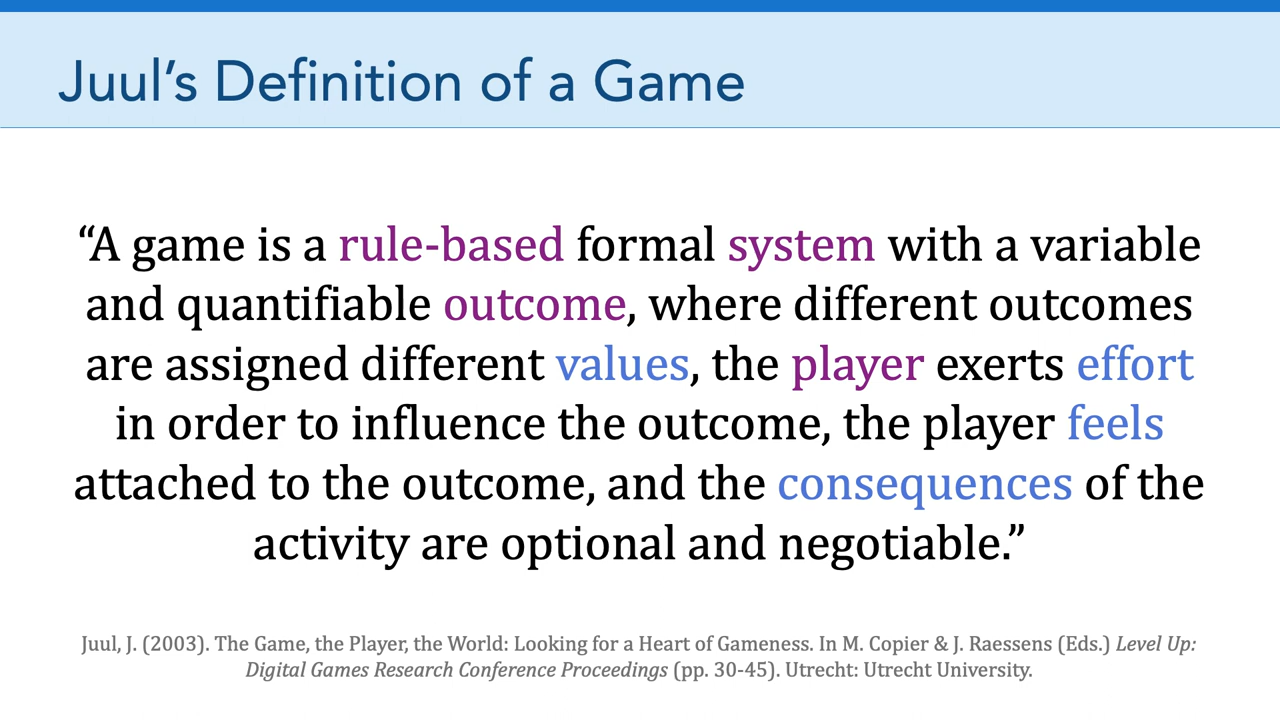 Juul’s Definition of a Game
“A game is a rule-based formal system with a variable
and quantifiable outcome, where different outcomes
are assigned different values, the player exerts effort
in order to influence the outcome, the player feels
attached to the outcome, and the consequences of the
activity are optional and negotiable.”
Juul, J. (2003). The Game, the Player, the World: Looking for a Heart of Gameness. In M. Copier & J. Raessens (Eds.) Level Up:
Digital Games Research Conference Proceedings (pp. 30-45). Utrecht: Utrecht University.